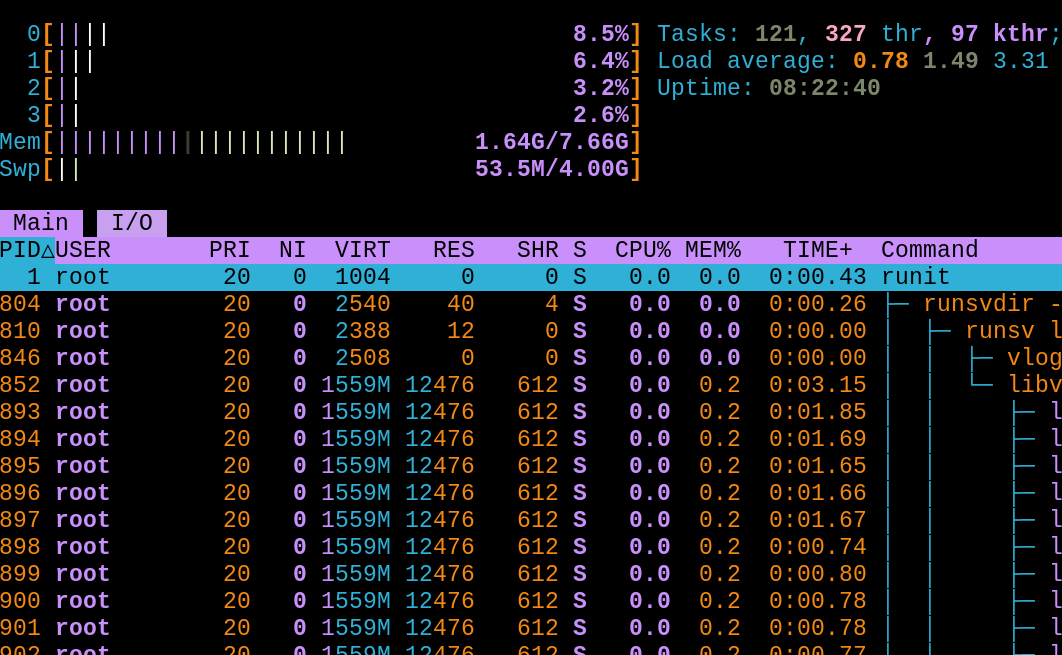 0[|||| 8.5%] Tasks: 121, 327 thr, 97 kthr;
1[||| 6.4%] Load average: 0.78 1.49 3.31
2[|| 3.2%] Uptime: 08:22:40
3[|| 2.6%]
Mem[||||||||||||||||||||| 1.64G/7.66G]
Swp[|| 53.5M/4.00G]
Main I/O
PID△USER PRI NI VIRT RES SHR S CPU% MEM% TIME+ Command
1 root 20 0 1004 0 0 S 0.0 0.0 0:00.43 runit
804 root 20 0 2540 40 4 S 0.0 0.0 0:00.26 ├─ runsvdir -
810 root 20 0 2388 12 0 S 0.0 0.0 0:00.00 │ ├─ runsv l
846 root 20 0 2508 0 0 S 0.0 0.0 0:00.00 │ │ ├─ vlog
852 root 20 0 1559M 12476 612 S 0.0 0.2 0:03.15 │ │ └─ libv
893 root 20 0 1559M 12476 612 S 0.0 0.2 0:01.85 │ │ ├─ l
894 root 20 0 1559M 12476 612 S 0.0 0.2 0:01.69 │ │ ├─ l
895 root 20 0 1559M 12476 612 S 0.0 0.2 0:01.65 │ │ ├─ l
896 root 20 0 1559M 12476 612 S 0.0 0.2 0:01.66 │ │ ├─ l
897 root 20 0 1559M 12476 612 S 0.0 0.2 0:01.67 │ │ ├─ l
898 root 20 0 1559M 12476 612 S 0.0 0.2 0:00.74 │ │ ├─ l
899 root 20 0 1559M 12476 612 S 0.0 0.2 0:00.80 │ │ ├─ l
900 root 20 0 1559M 12476 612 S 0.0 0.2 0:00.78 │ │ ├─ l
901 root 20 0 1559M 12476 612 S 0.0 0.2 0:00.78 │ │ ├─ l
902 root 20 0 1559M 12476 612 S 0.0 0.2 0:00.77 │ │ ├─ l